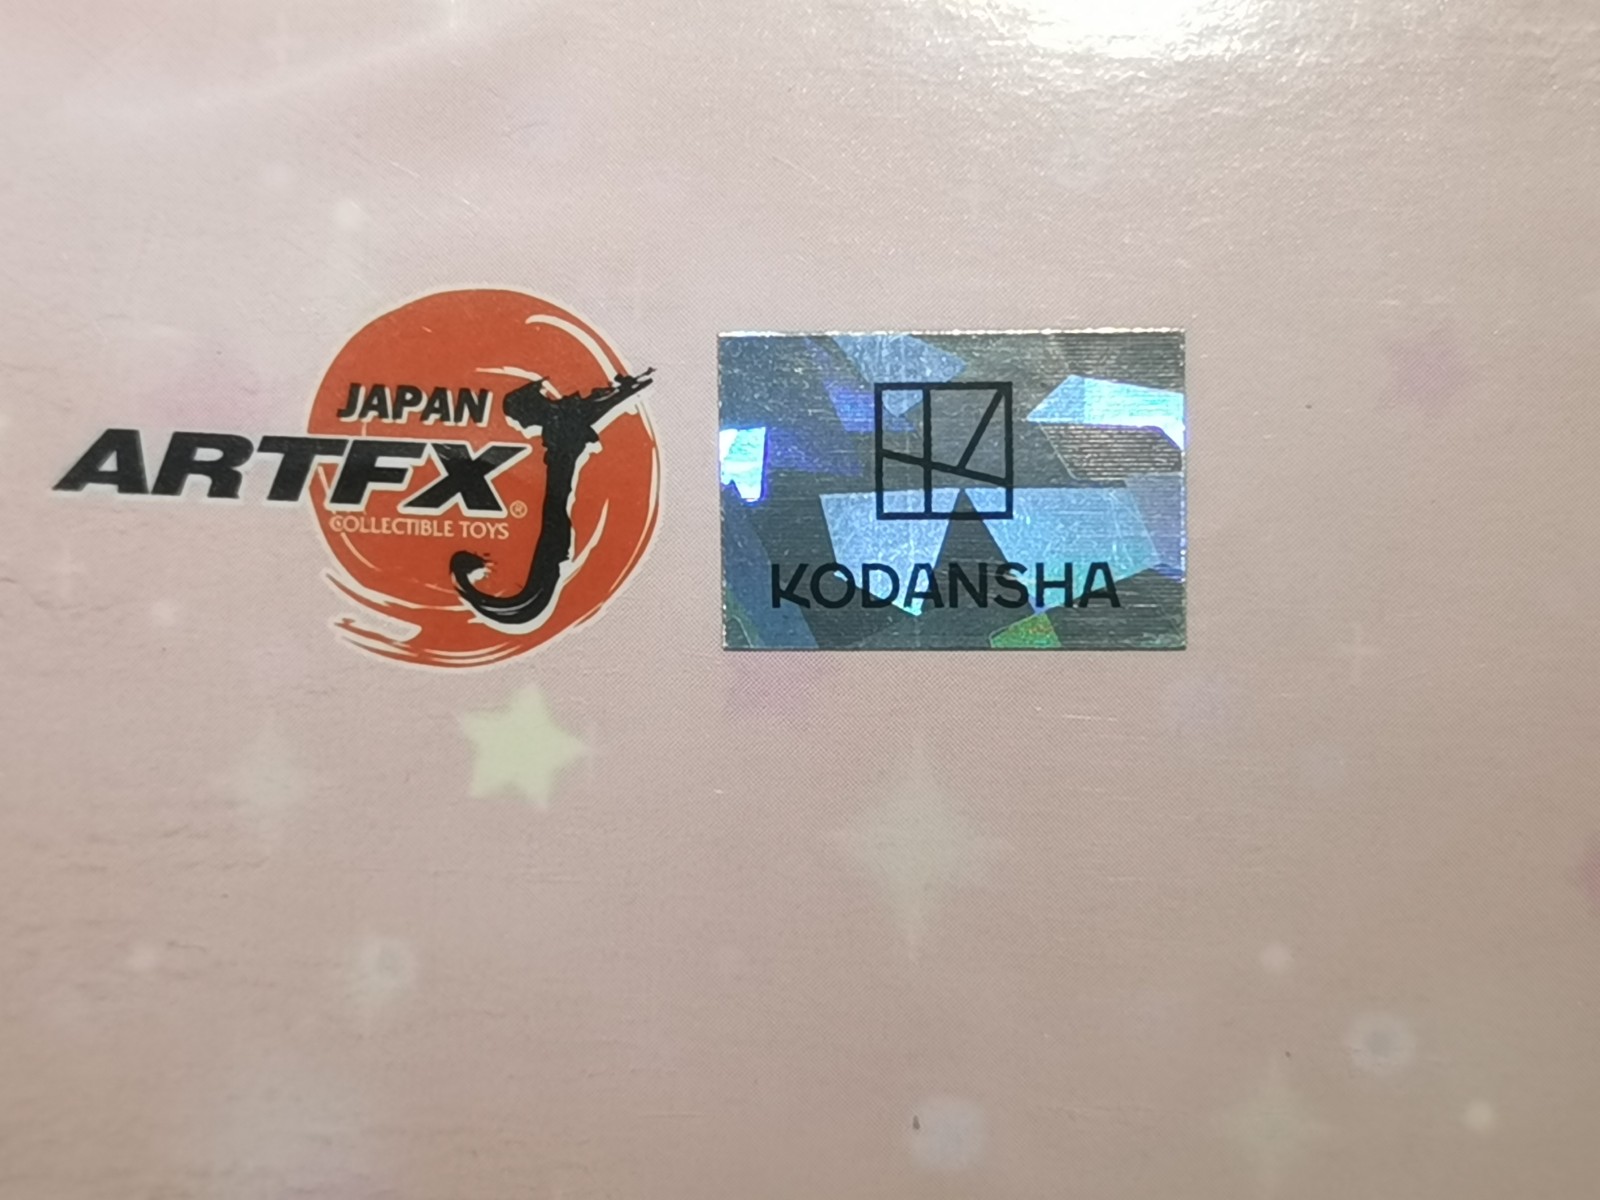 JAPAN
ARTFX J®
COLLECTIBLE TOYS
KODANSHA